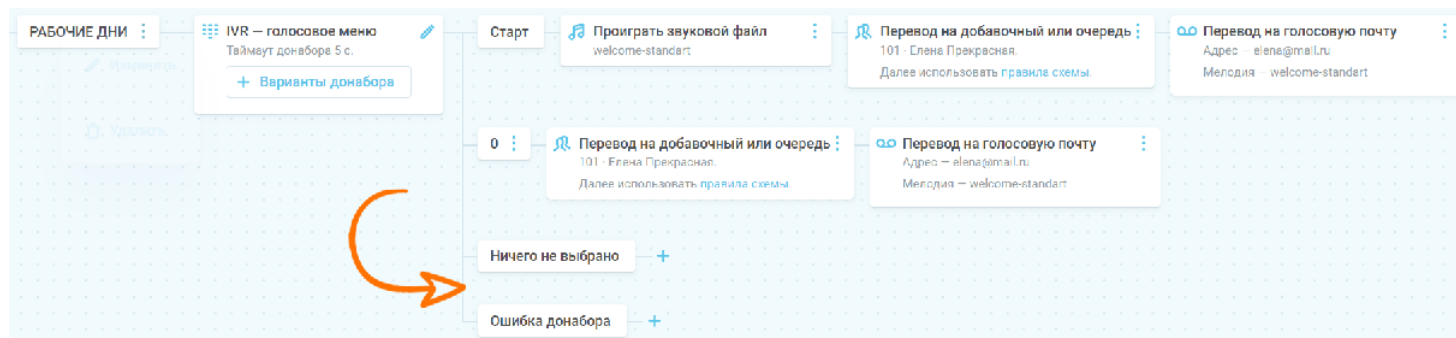 РАБОЧИЕ ДНИ
IVR — голосовое меню
Таймаут донабора 5 с.
+ Варианты донабора
Изменить
Удалить
Старт
Проиграть звуковой файл
welcome-standart
Перевод на добавочный или очередь
101 - Елена Прекрасная.
Далее использовать правила схемы.
Перевод на голосовую почту
Адрес — elena@mail.ru
Мелодия — welcome-standart
0
Перевод на добавочный или очередь
101 - Елена Прекрасная.
Далее использовать правила схемы.
Перевод на голосовую почту
Адрес — elena@mail.ru
Мелодия — welcome-standart
Ничего не выбрано +
Ошибка донабора +